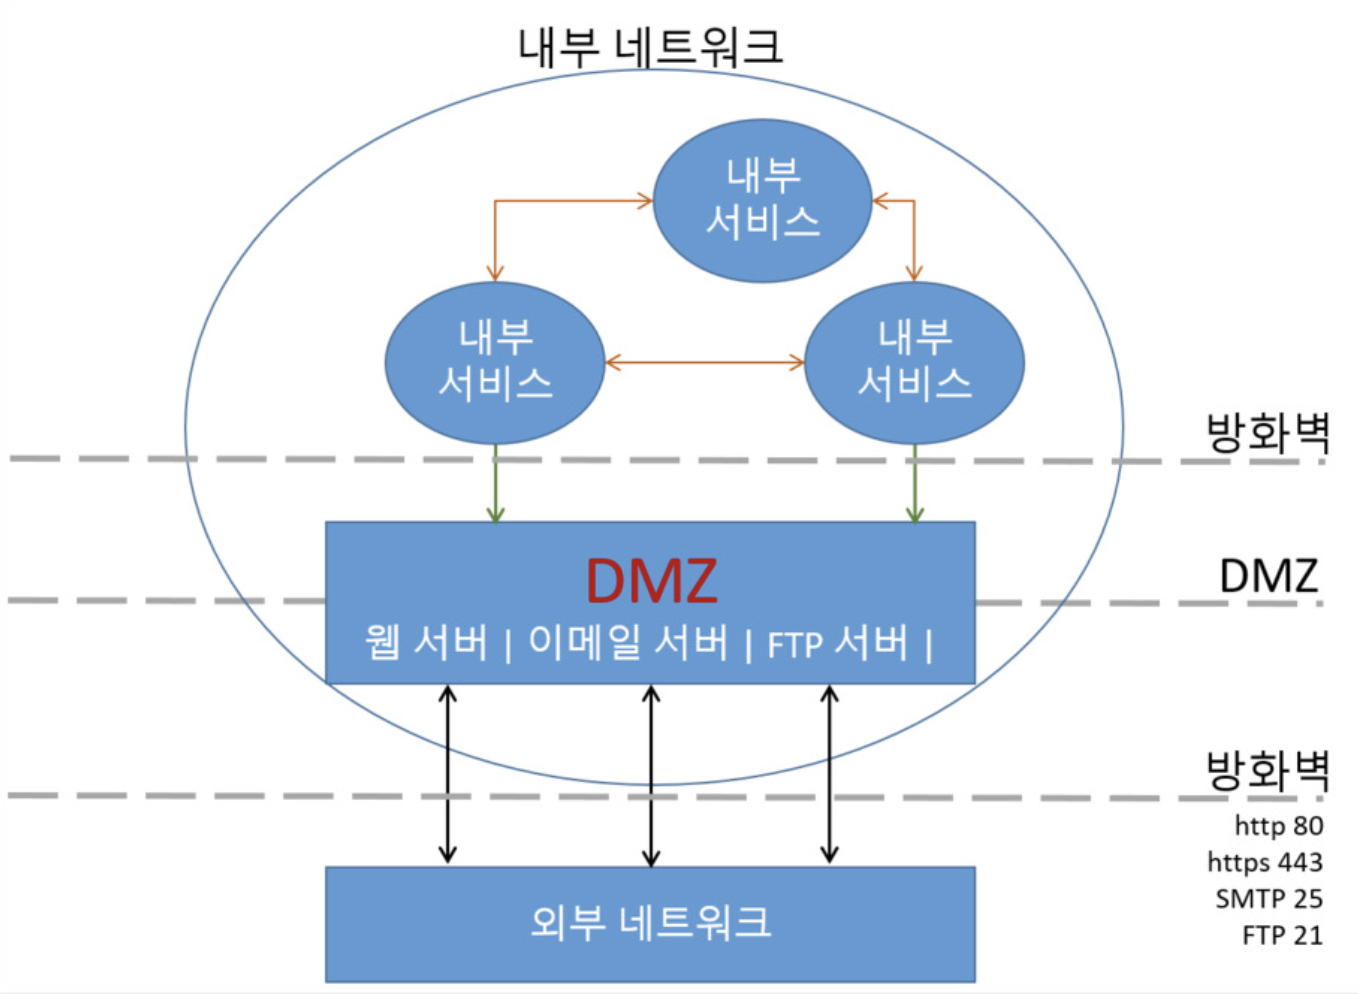 내부 네트워크
내부
서비스
내부
서비스
내부
서비스
방화벽
DMZ
DMZ
웹 서버 | 이메일 서버 | FTP 서버 |
방화벽
http 80
https 443
SMTP 25
FTP 21
외부 네트워크